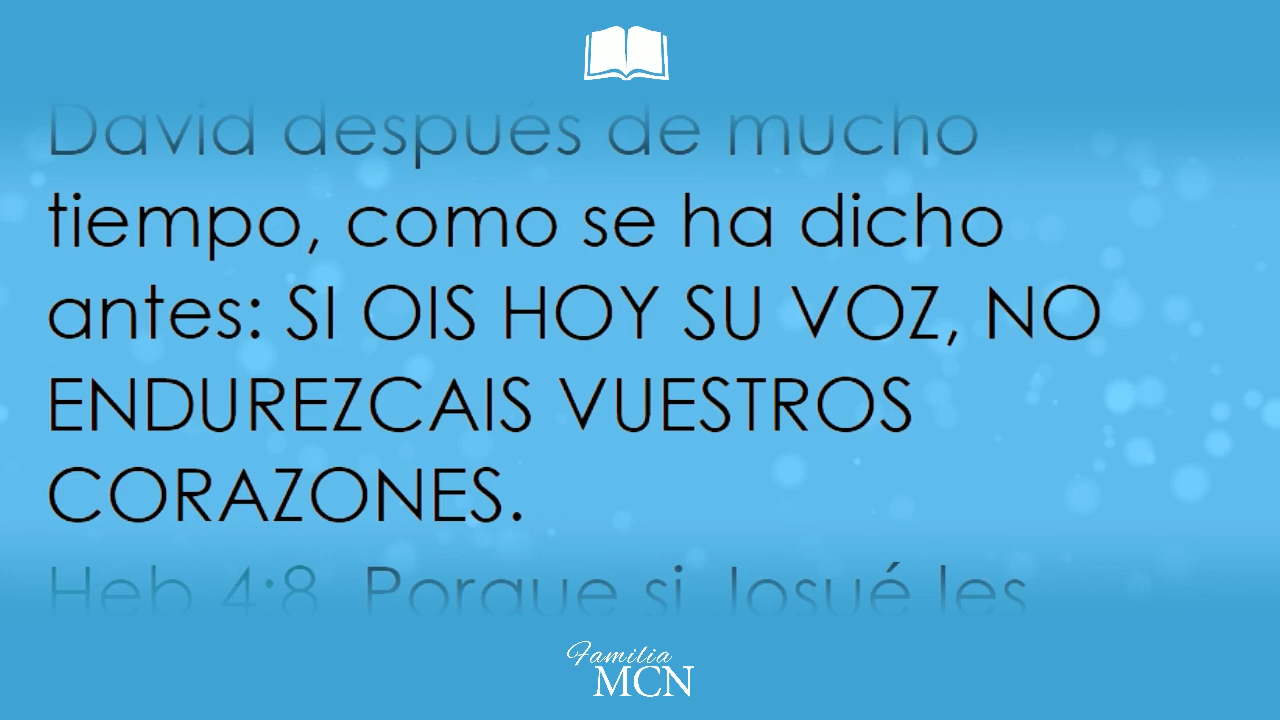 David después de mucho
tiempo, como se ha dicho
antes: SI OIS HOY SU VOZ, NO
ENDUREZCAIS VUESTROS
CORAZONES.
Heb 4:8 Porque si Josué les
Familia
MCN